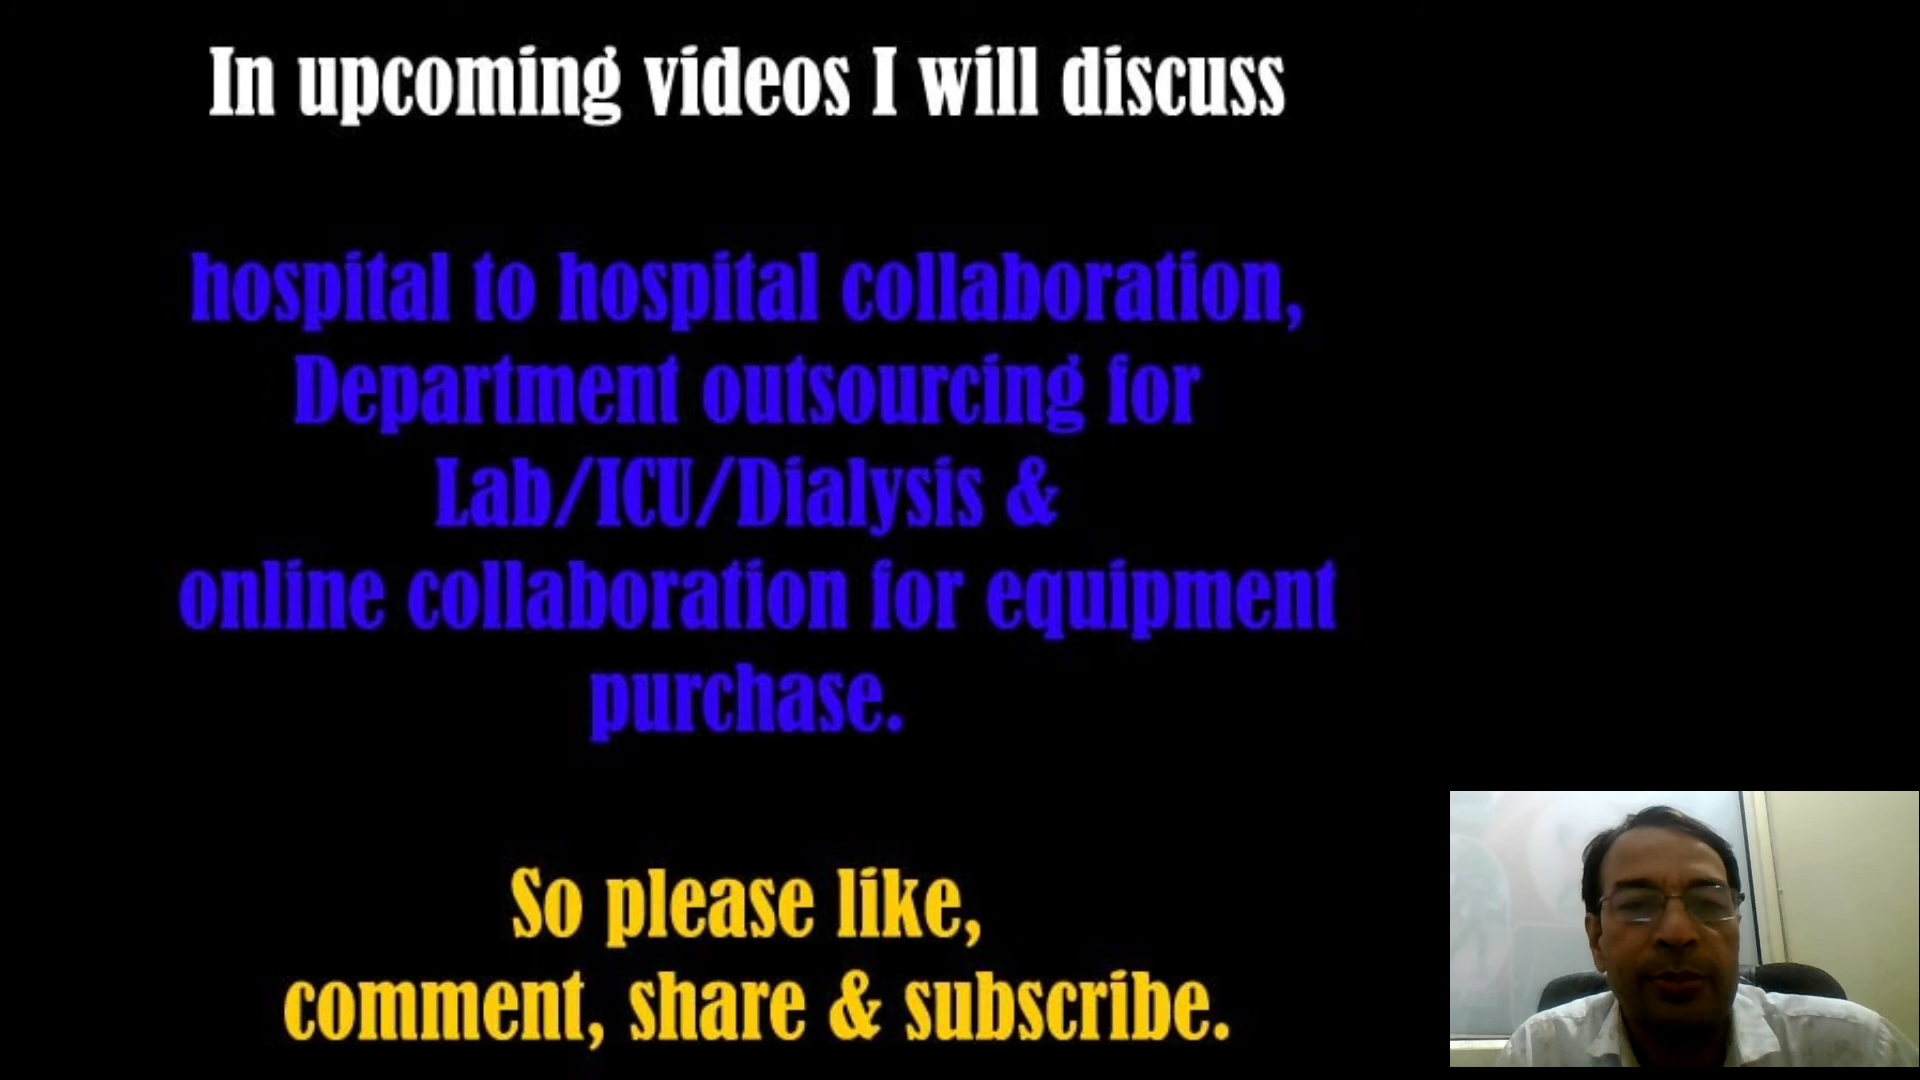 In upcoming videos I will discuss
hospital to hospital collaboration,
Department outsourcing for
Lab/ICU/Dialysis &
online collaboration for equipment
purchase.
So please like,
comment, share & subscribe.